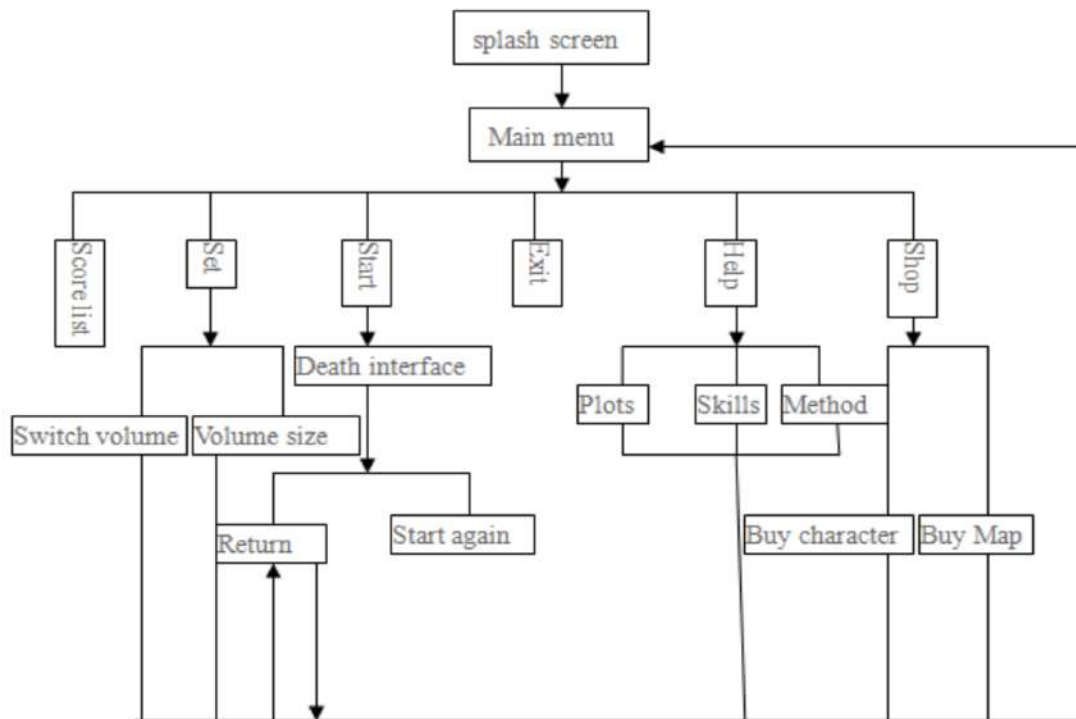 splash screen
Main menu
Score list
Set
Start
Exit
Help
Shop
Death interface
Plots
Skills
Method
Switch volume
Volume size
Return
Start again
Buy character
Buy Map